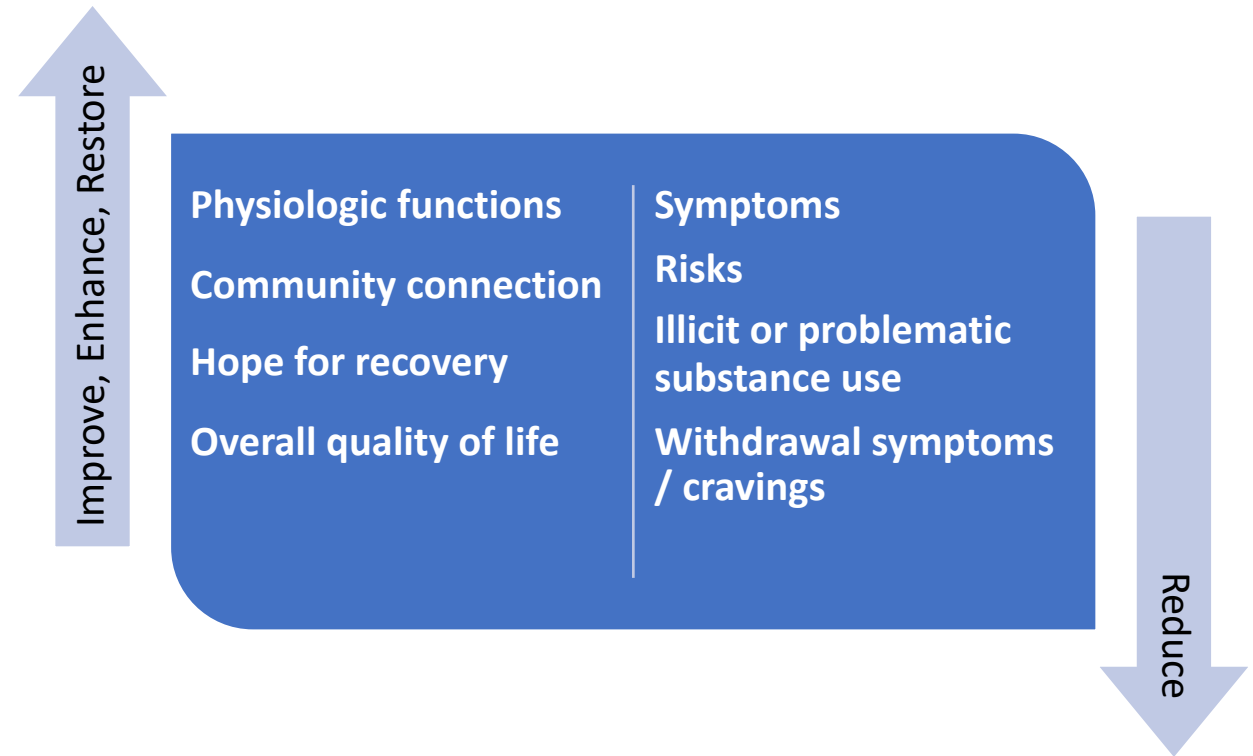 Improve, Enhance, Restore
Physiologic functions
Community connection
Hope for recovery
Overall quality of life
Symptoms
Risks
Illicit or problematic
substance use
Withdrawal symptoms
/ cravings
Reduce